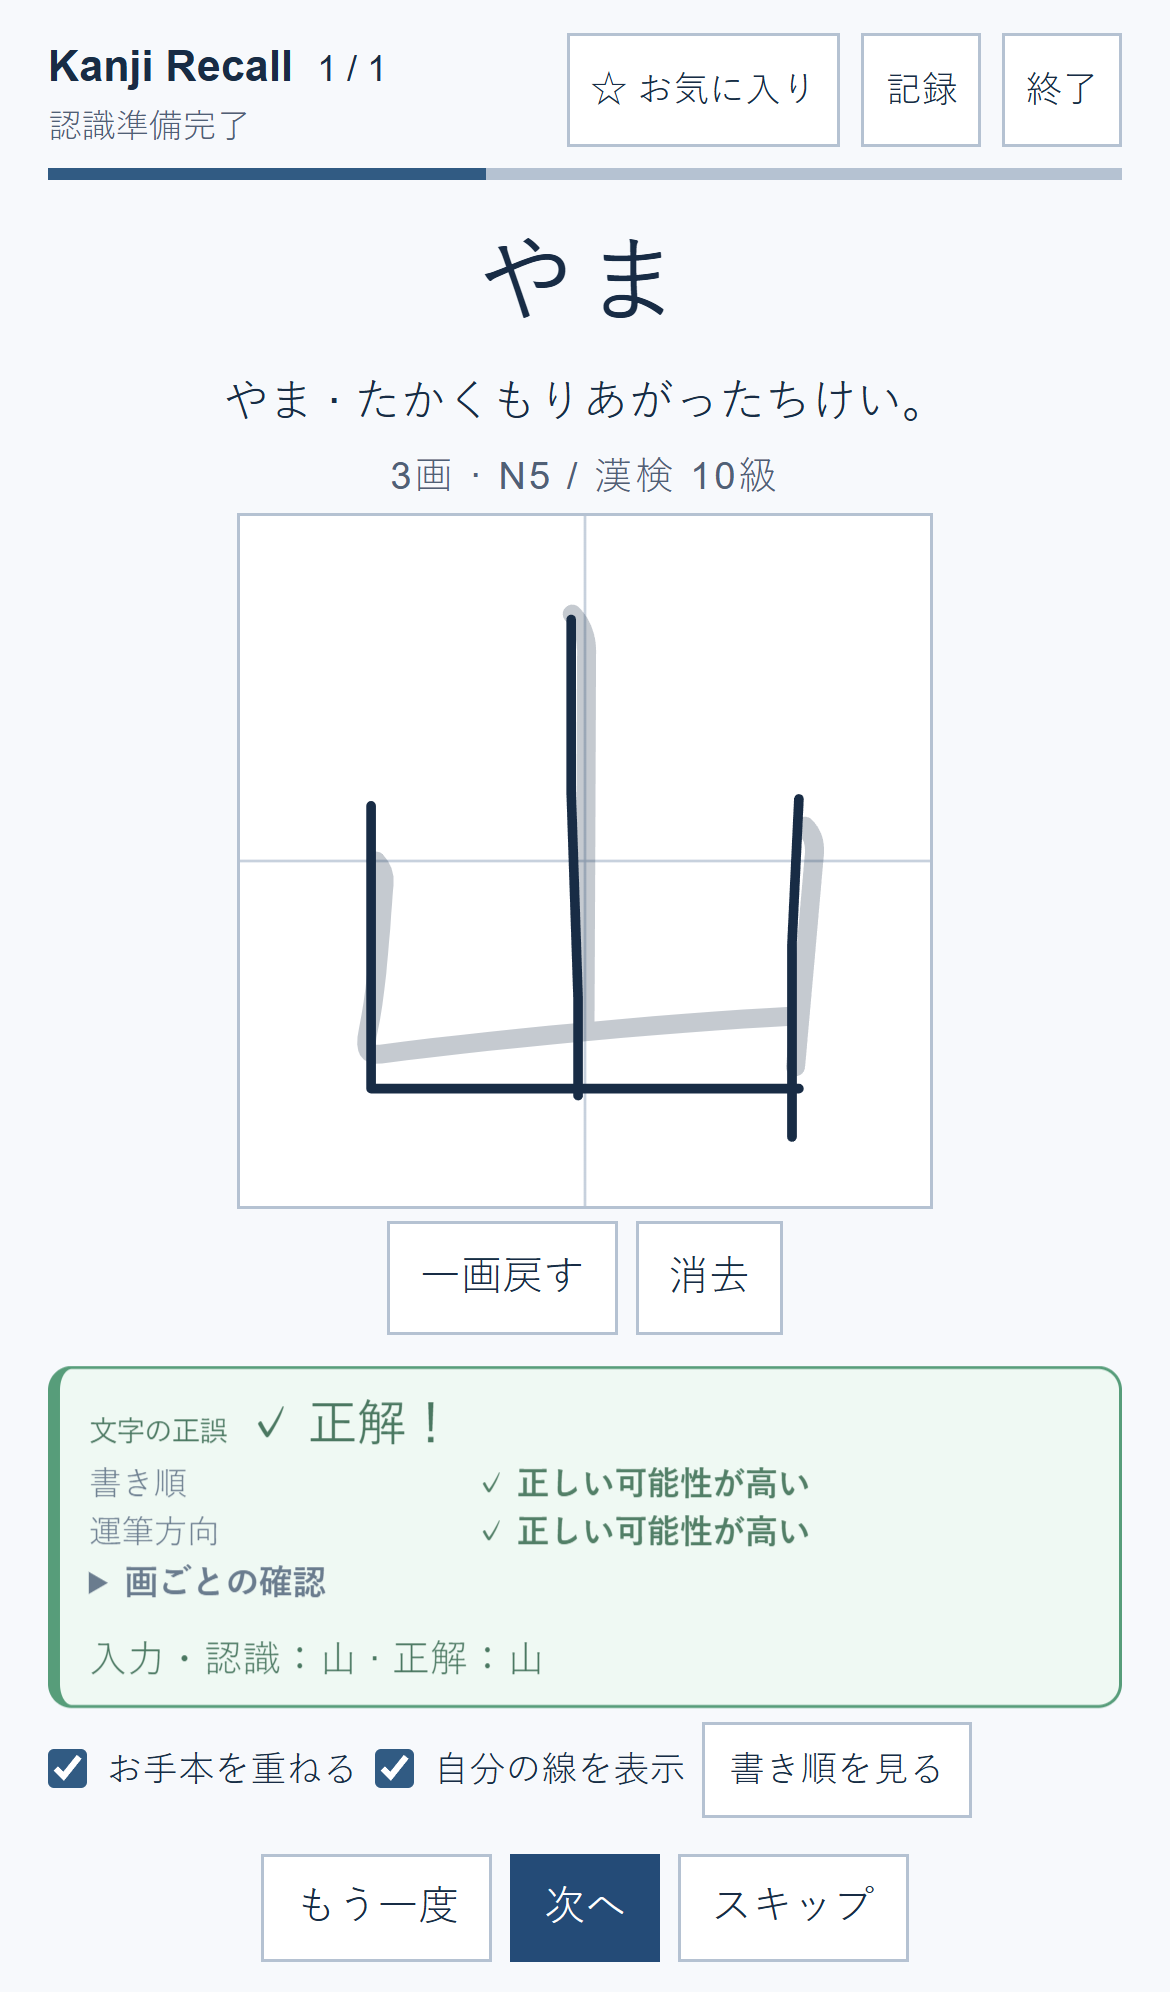 Kanji Recall 1 / 1
認識準備完了
☆ お気に入り
記録
終了
やま
やま · たかくもりあがったちけい。
3画 · N5 / 漢検 10級
山
一画戻す
消去
文字の正誤 ✓ 正解！
書き順 ✓ 正しい可能性が高い
運筆方向 ✓ 正しい可能性が高い
▶ 画ごとの確認
入力・認識：山 · 正解：山
お手本を重ねる
自分の線を表示
書き順を見る
もう一度
次へ
スキップ